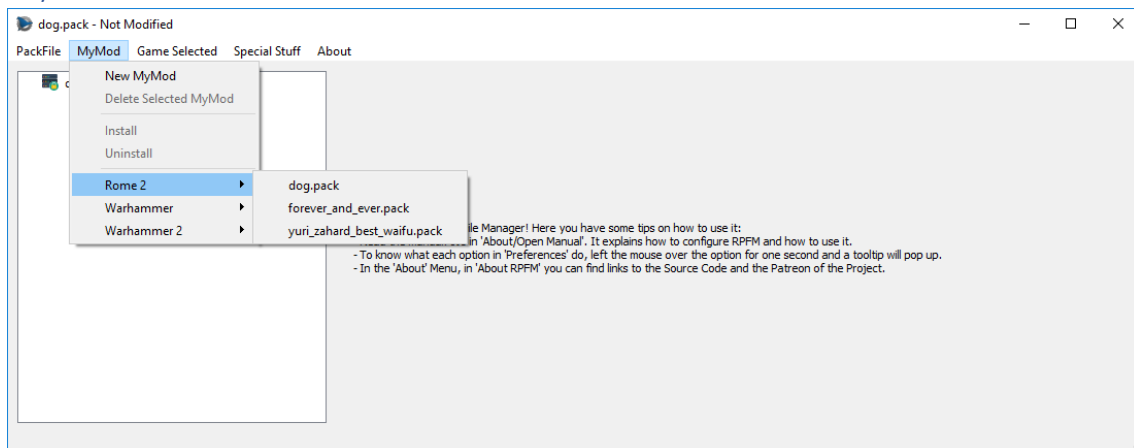 dog.pack - Not Modified
PackFile MyMod Game Selected Special Stuff About
New MyMod
Delete Selected MyMod
Install
Uninstall
Rome 2
dog.pack
Warhammer
forever_and_ever.pack
Warhammer 2
yuri_zahard_best_waifu.pack
Manager! Here you have some tips on how to use it:
in 'About/Open Manual'. It explains how to configure RPFM and how to use it.
- To know what each option in 'Preferences' do, left the mouse over the option for one second and a tooltip will pop up.
- In the 'About' Menu, in 'About RPFM' you can find links to the Source Code and the Patreon of the Project.